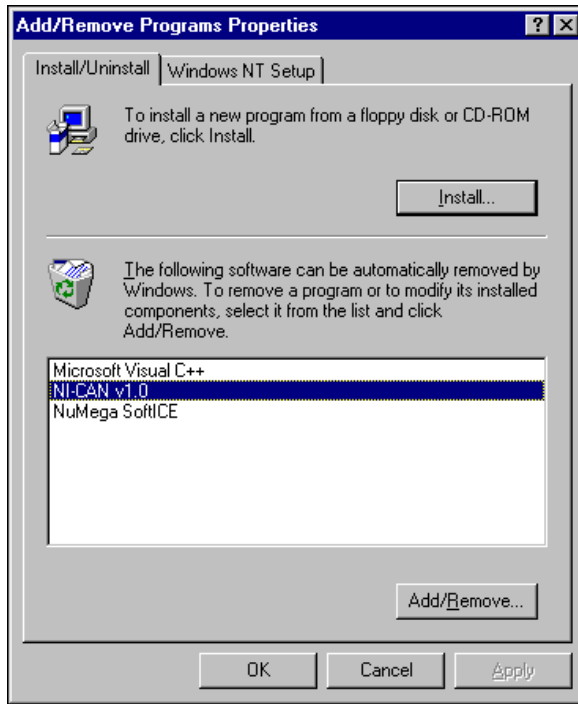 Add/Remove Programs Properties
Install/Uninstall
Windows NT Setup
To install a new program from a floppy disk or CD-ROM
drive, click Install.
Install...
The following software can be automatically removed by
Windows. To remove a program or to modify its installed
components, select it from the list and click
Add/Remove.
Microsoft Visual C++
NI-CAN v1.0
NuMega SoftICE
Add/Remove...
OK
Cancel
Apply